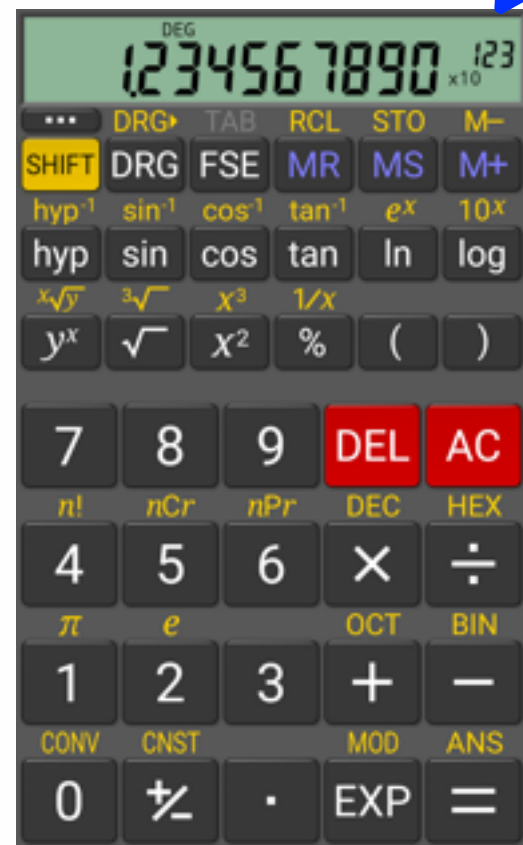 DEG
1.234567890 x10 123
... DRG▸ TAB RCL STO M−
SHIFT DRG FSE MR MS M+
hyp⁻¹ sin⁻¹ cos⁻¹ tan⁻¹ eˣ 10ˣ
hyp sin cos tan ln log
ˣ√y ³√ x³ 1/x
yˣ √ x² % ( )
7 8 9 DEL AC
n! nCr nPr DEC HEX
4 5 6 × ÷
π e OCT BIN
1 2 3 + −
CONV CNST MOD ANS
0 +/− · EXP =